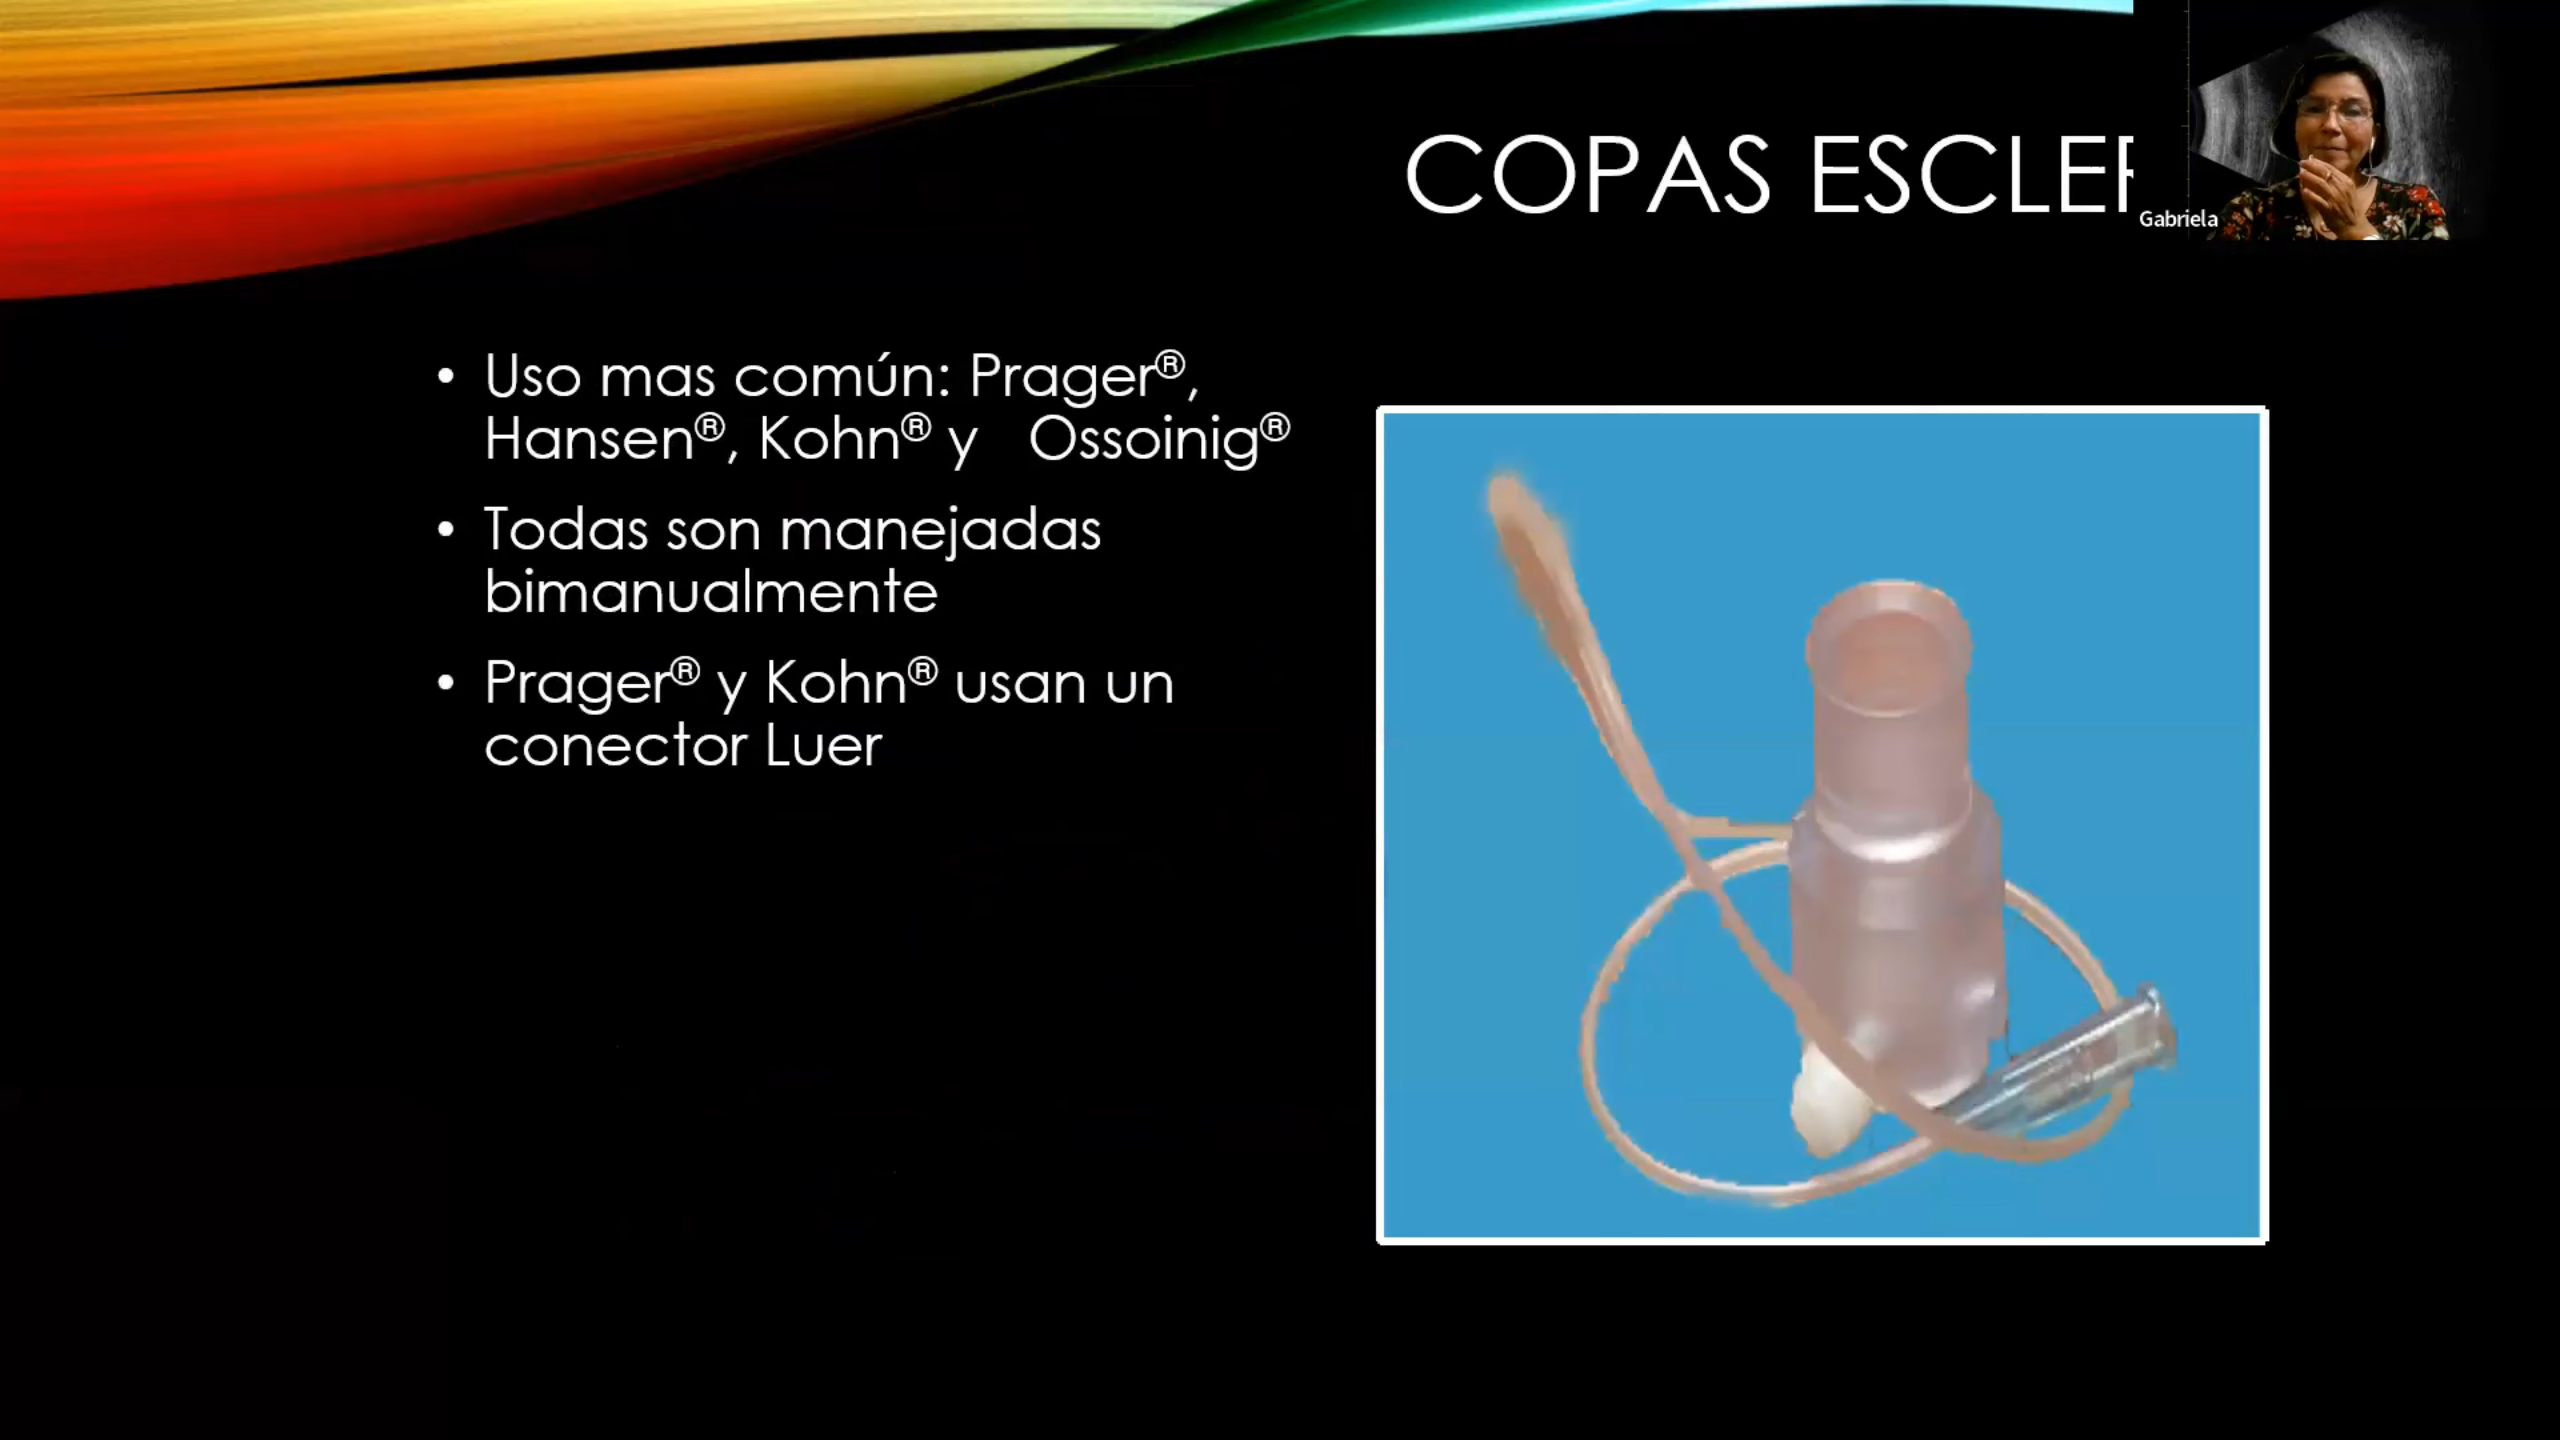 COPAS
Gabriela
• Uso mas común: Prager®,
Hansen®, Kohn® y Ossoinig®
• Todas son manejadas
bimanualmente
• Prager® y Kohn® usan un
conector Luer